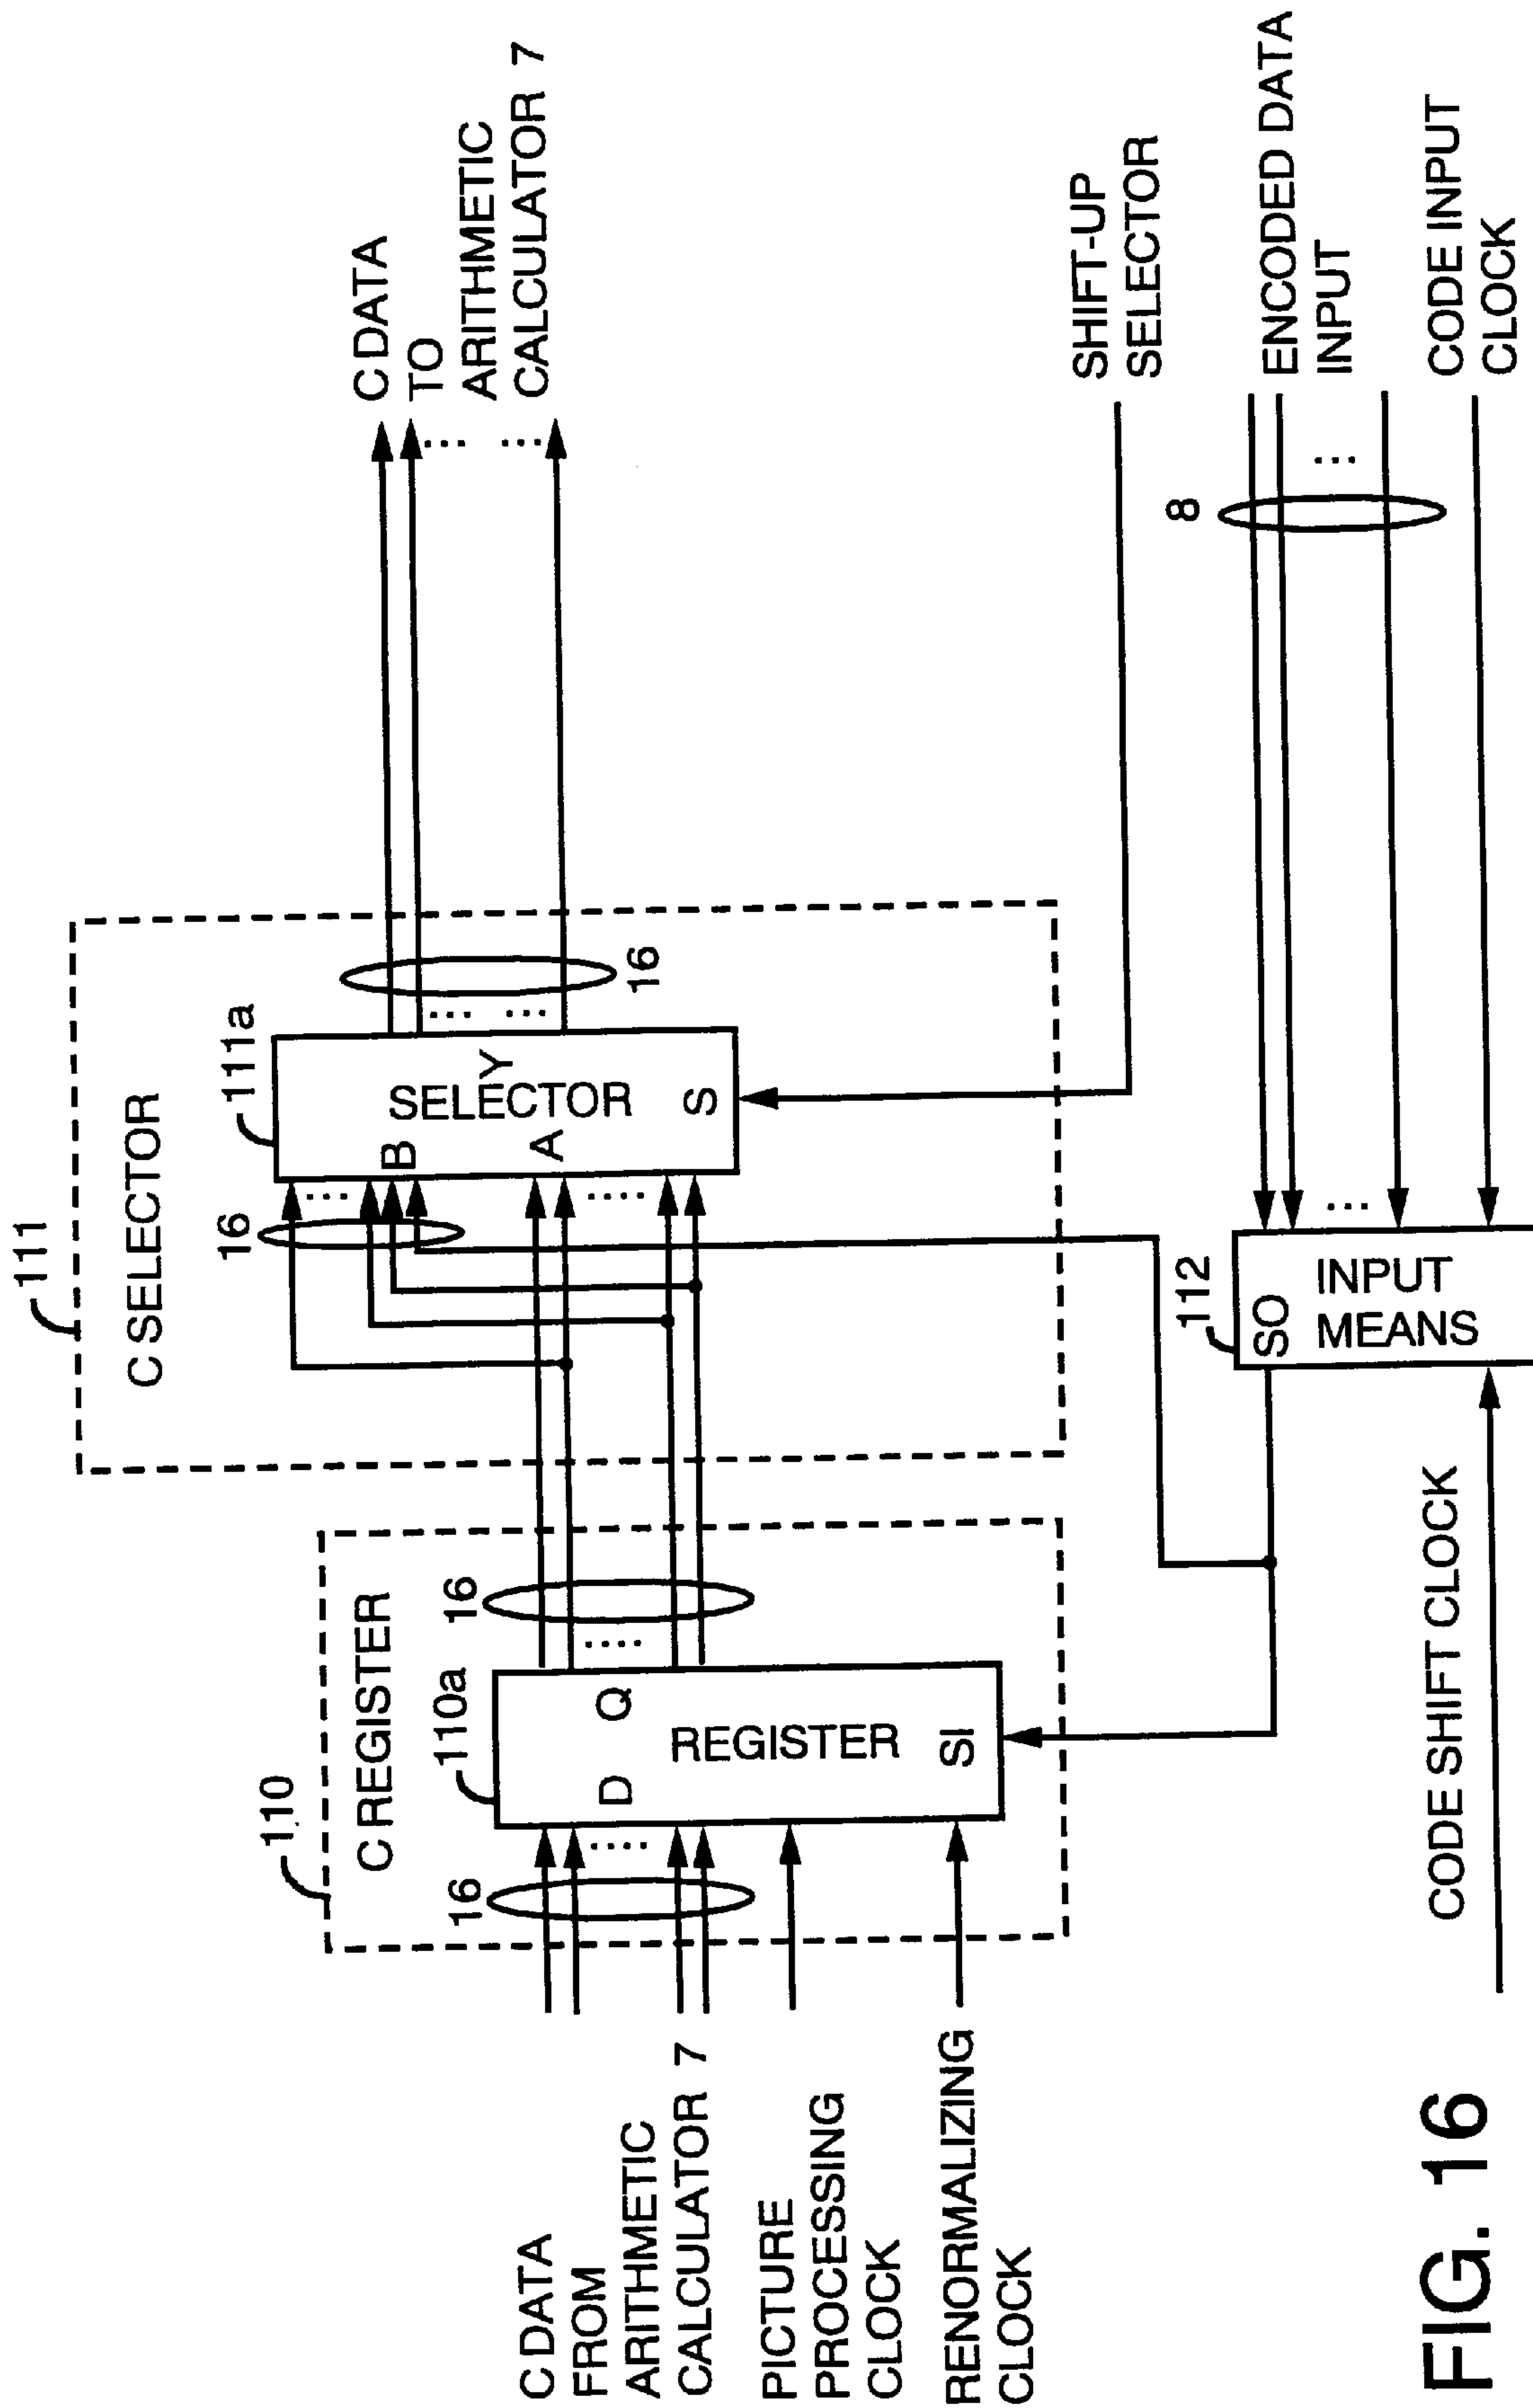 111
C SELECTOR
110
C REGISTER
110a
111a
16
16
16
16
D
Q
REGISTER
SI
B
A
Y
SELECTOR
S
C DATA
FROM
ARITHMETIC
CALCULATOR 7
PICTURE
PROCESSING
CLOCK
RENORMALIZING
CLOCK
C DATA
TO
ARITHMETIC
CALCULATOR 7
SHIFT-UP
SELECTOR
8
ENCODED DATA
INPUT
CODE INPUT
CLOCK
112
SO
INPUT
MEANS
CODE SHIFT CLOCK
FIG. 16